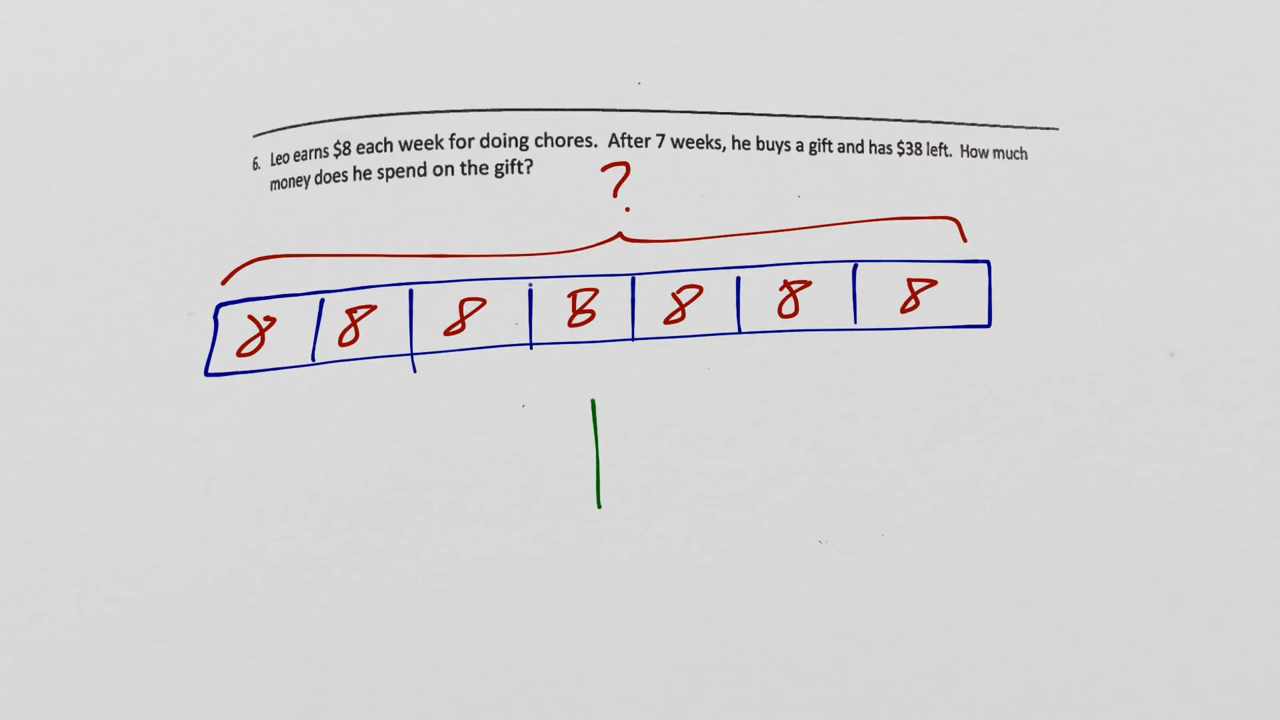 6. Leo earns $8 each week for doing chores. After 7 weeks, he buys a gift and has $38 left. How much
money does he spend on the gift?
?
8 8 8 8 8 8 8